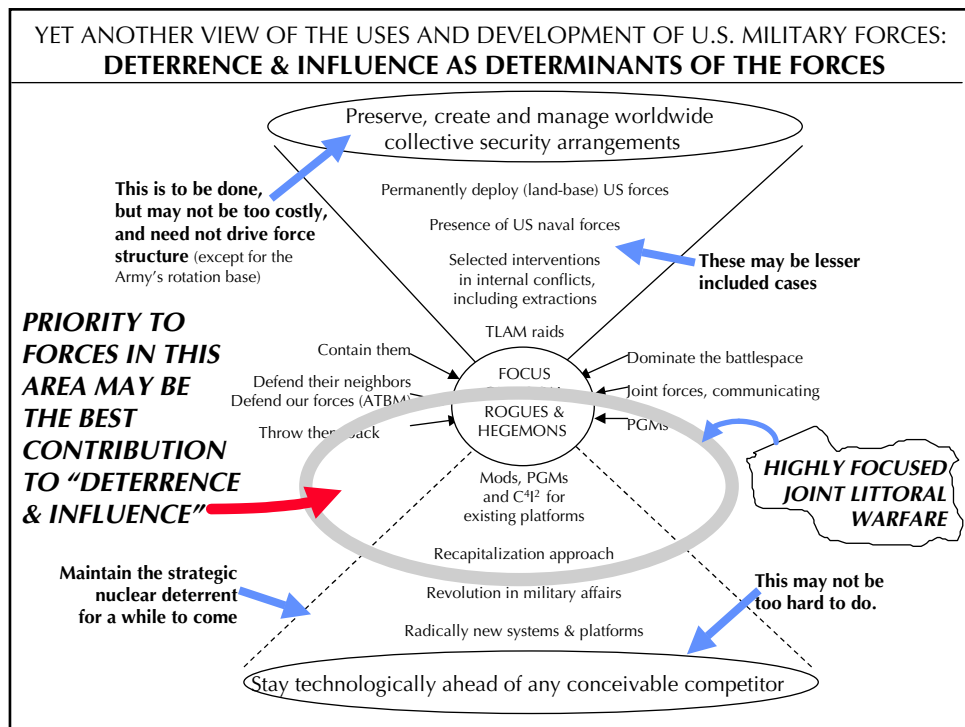 YET ANOTHER VIEW OF THE USES AND DEVELOPMENT OF U.S. MILITARY FORCES:
DETERRENCE & INFLUENCE AS DETERMINANTS OF THE FORCES
Preserve, create and manage worldwide
collective security arrangements
This is to be done,
but may not be too costly,
and need not drive force
structure (except for the
Army's rotation base)
Permanently deploy (land-base) US forces
Presence of US naval forces
Selected interventions
in internal conflicts,
including extractions
TLAM raids
These may be lesser
included cases
PRIORITY TO
FORCES IN THIS
AREA MAY BE
THE BEST
CONTRIBUTION
TO “DETERRENCE
& INFLUENCE”
Contain them
Defend their neighbors
Defend our forces (ATBM)
Throw back
FOCUS
ROGUES &
HEGEMONS
Dominate the battlespace
Joint forces, communicating
PGMs
HIGHLY FOCUSED
JOINT LITTORAL
WARFARE
Mods, PGMs
and C4I2 for
existing platforms
Recapitalization approach
Revolution in military affairs
Radically new systems & platforms
Maintain the strategic
nuclear deterrent
for a while to come
This may not be
too hard to do.
Stay technologically ahead of any conceivable competitor